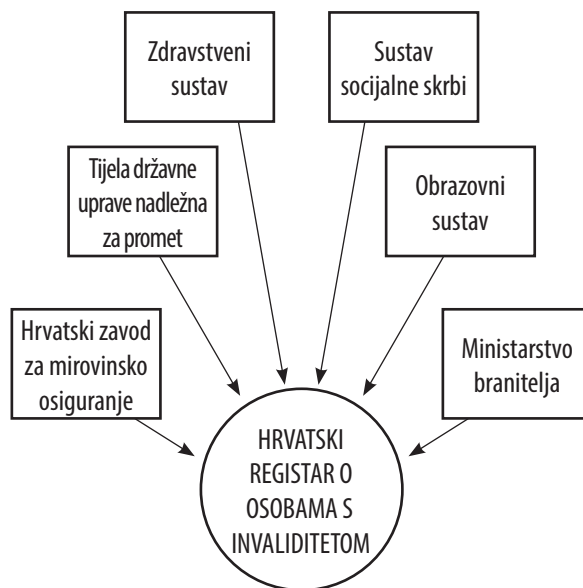 Zdravstveni
sustav
Sustav
socijalne skrbi
Tijela državne
uprave nadležna
za promet
Obrazovni
sustav
Hrvatski zavod
za mirovinsko
osiguranje
Ministarstvo
branitelja
HRVATSKI
REGISTAR O
OSOBAMA S
INVALIDITETOM